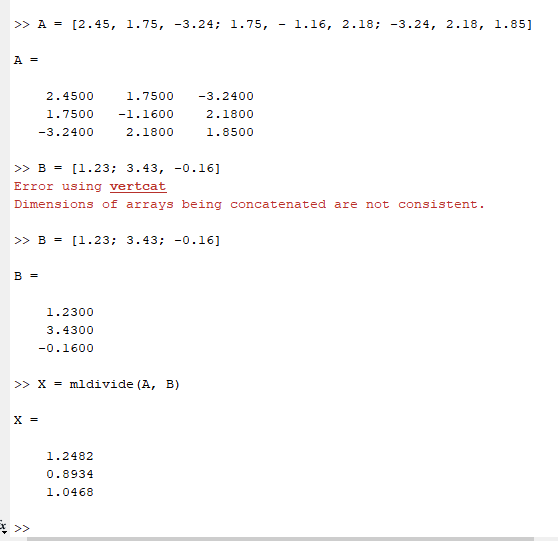 >> A = [2.45, 1.75, -3.24; 1.75, - 1.16, 2.18; -3.24, 2.18, 1.85]
A =
2.4500 1.7500 -3.2400
1.7500 -1.1600 2.1800
-3.2400 2.1800 1.8500
>> B = [1.23; 3.43, -0.16]
Error using vertcat
Dimensions of arrays being concatenated are not consistent.
>> B = [1.23; 3.43; -0.16]
B =
1.2300
3.4300
-0.1600
>> X = mldivide(A, B)
X =
1.2482
0.8934
1.0468
>>